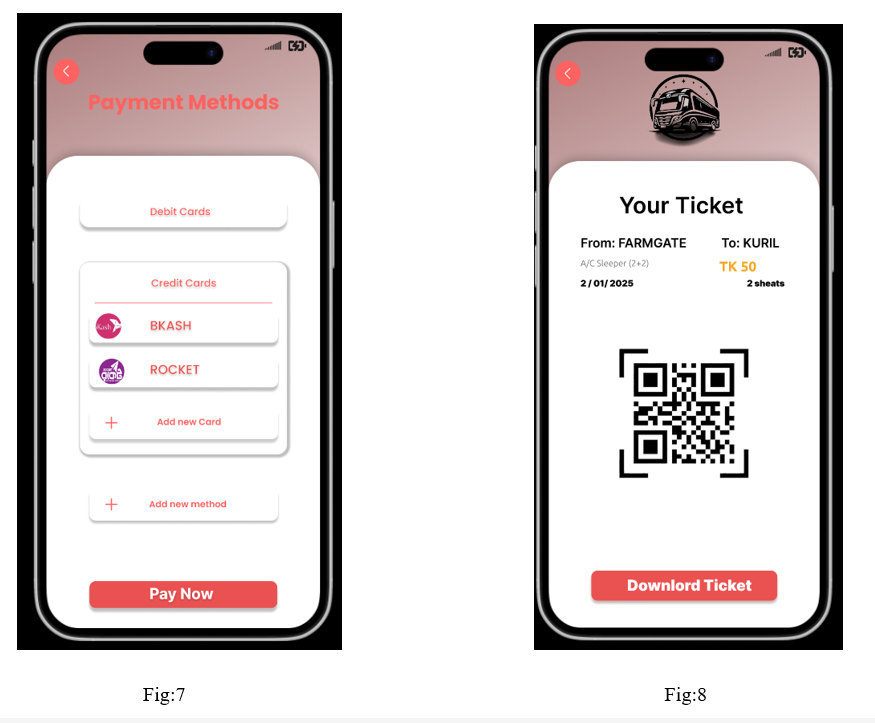 Payment Methods
Debit Cards
Credit Cards
BKASH
ROCKET
Add new Card
Add new method
Pay Now
Fig:7
Your Ticket
From: FARMGATE To: KURIL
A/C Sleeper (2+2) TK 50
2 / 01/ 2025 2 sheats
Downlord Ticket
Fig:8